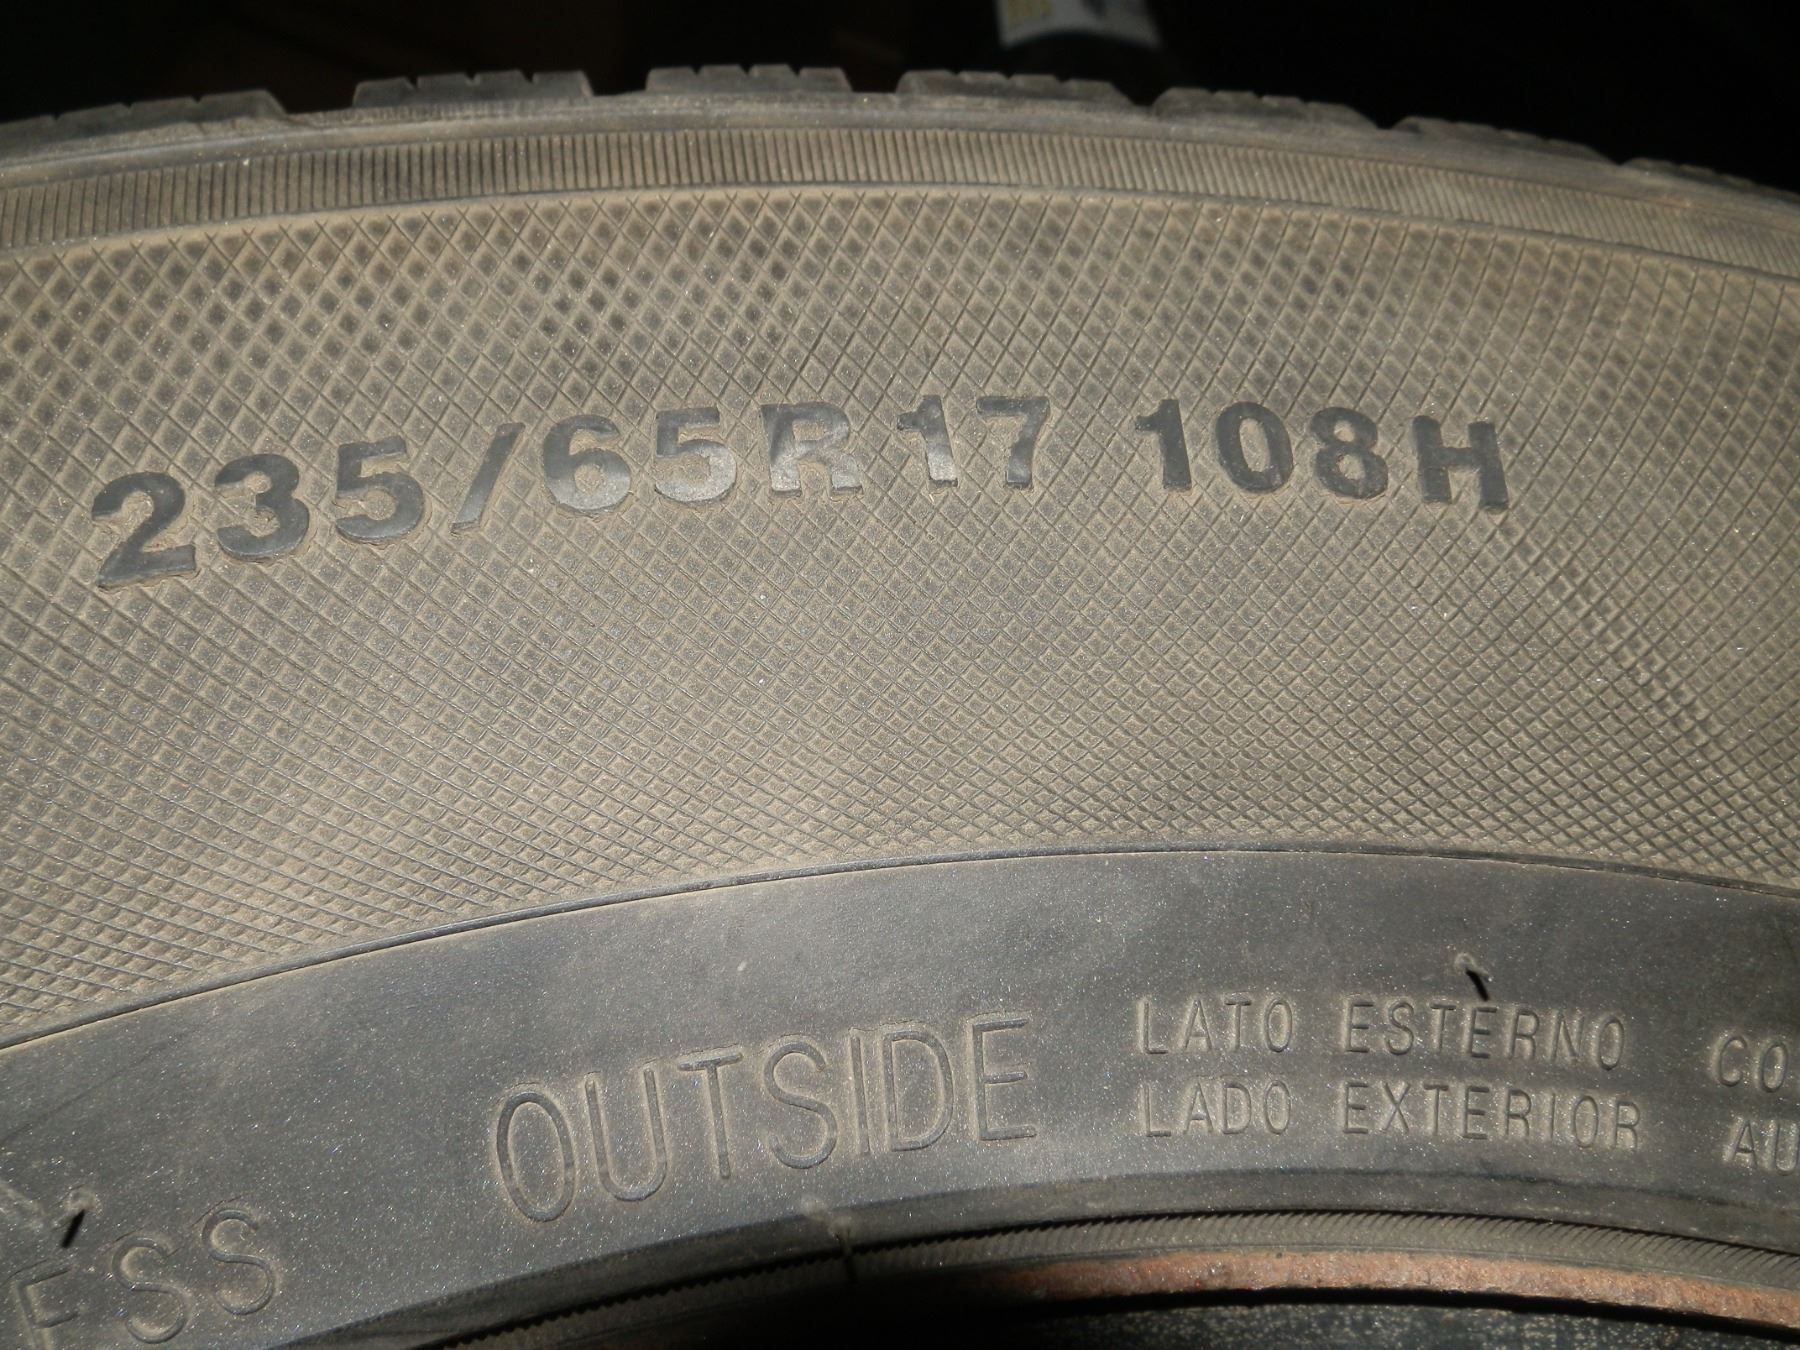 235/65R17 108H
OUTSIDE
LATO ESTERNO
LADO EXTERIOR